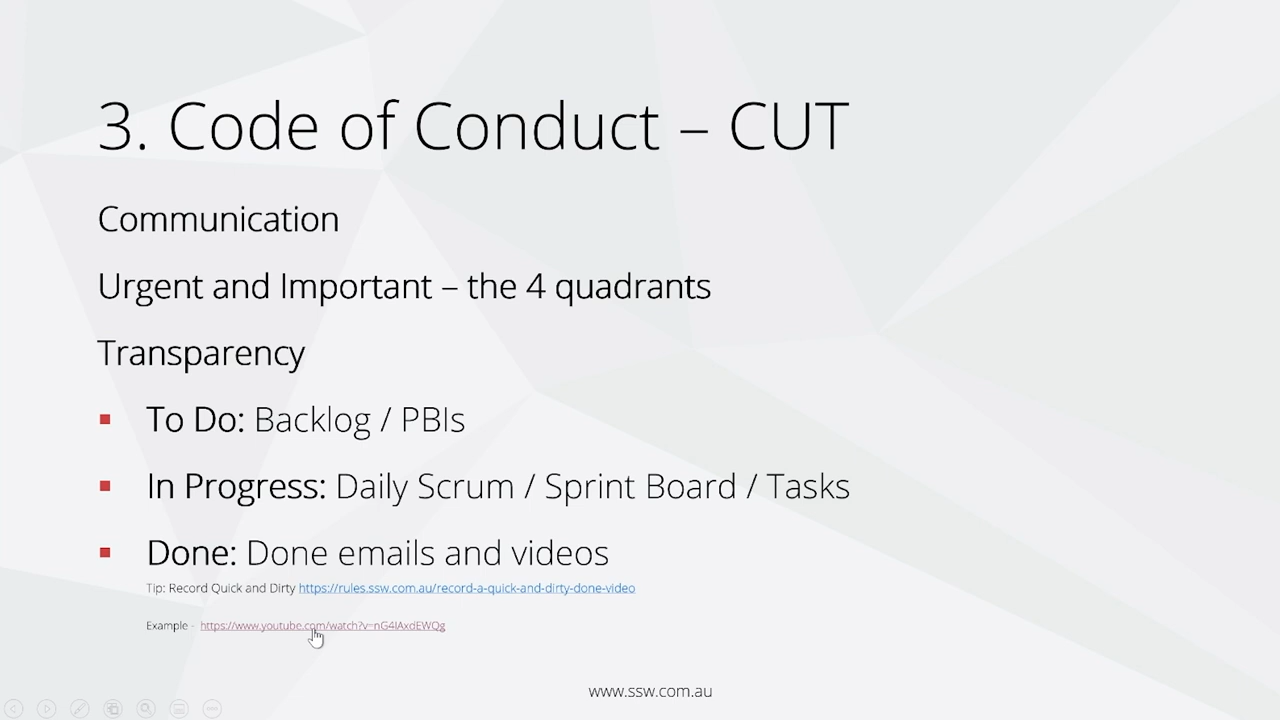 3. Code of Conduct – CUT
Communication
Urgent and Important – the 4 quadrants
Transparency
To Do: Backlog / PBIs
In Progress: Daily Scrum / Sprint Board / Tasks
Done: Done emails and videos
Tip: Record Quick and Dirty https://rules.ssw.com.au/record-a-quick-and-dirty-done-video
Example - https://www.youtube.com/watch?v=nG4lAxdEWQg
www.ssw.com.au